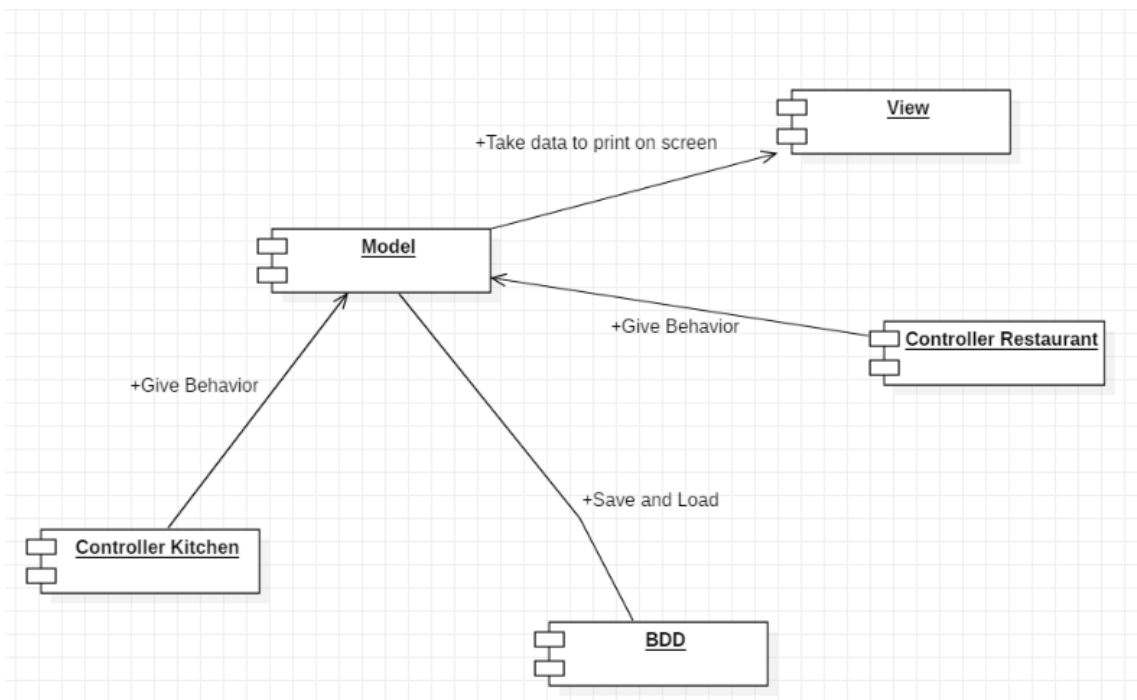 View
+Take data to print on screen
Model
+Give Behavior
Controller Restaurant
+Give Behavior
+Save and Load
Controller Kitchen
BDD